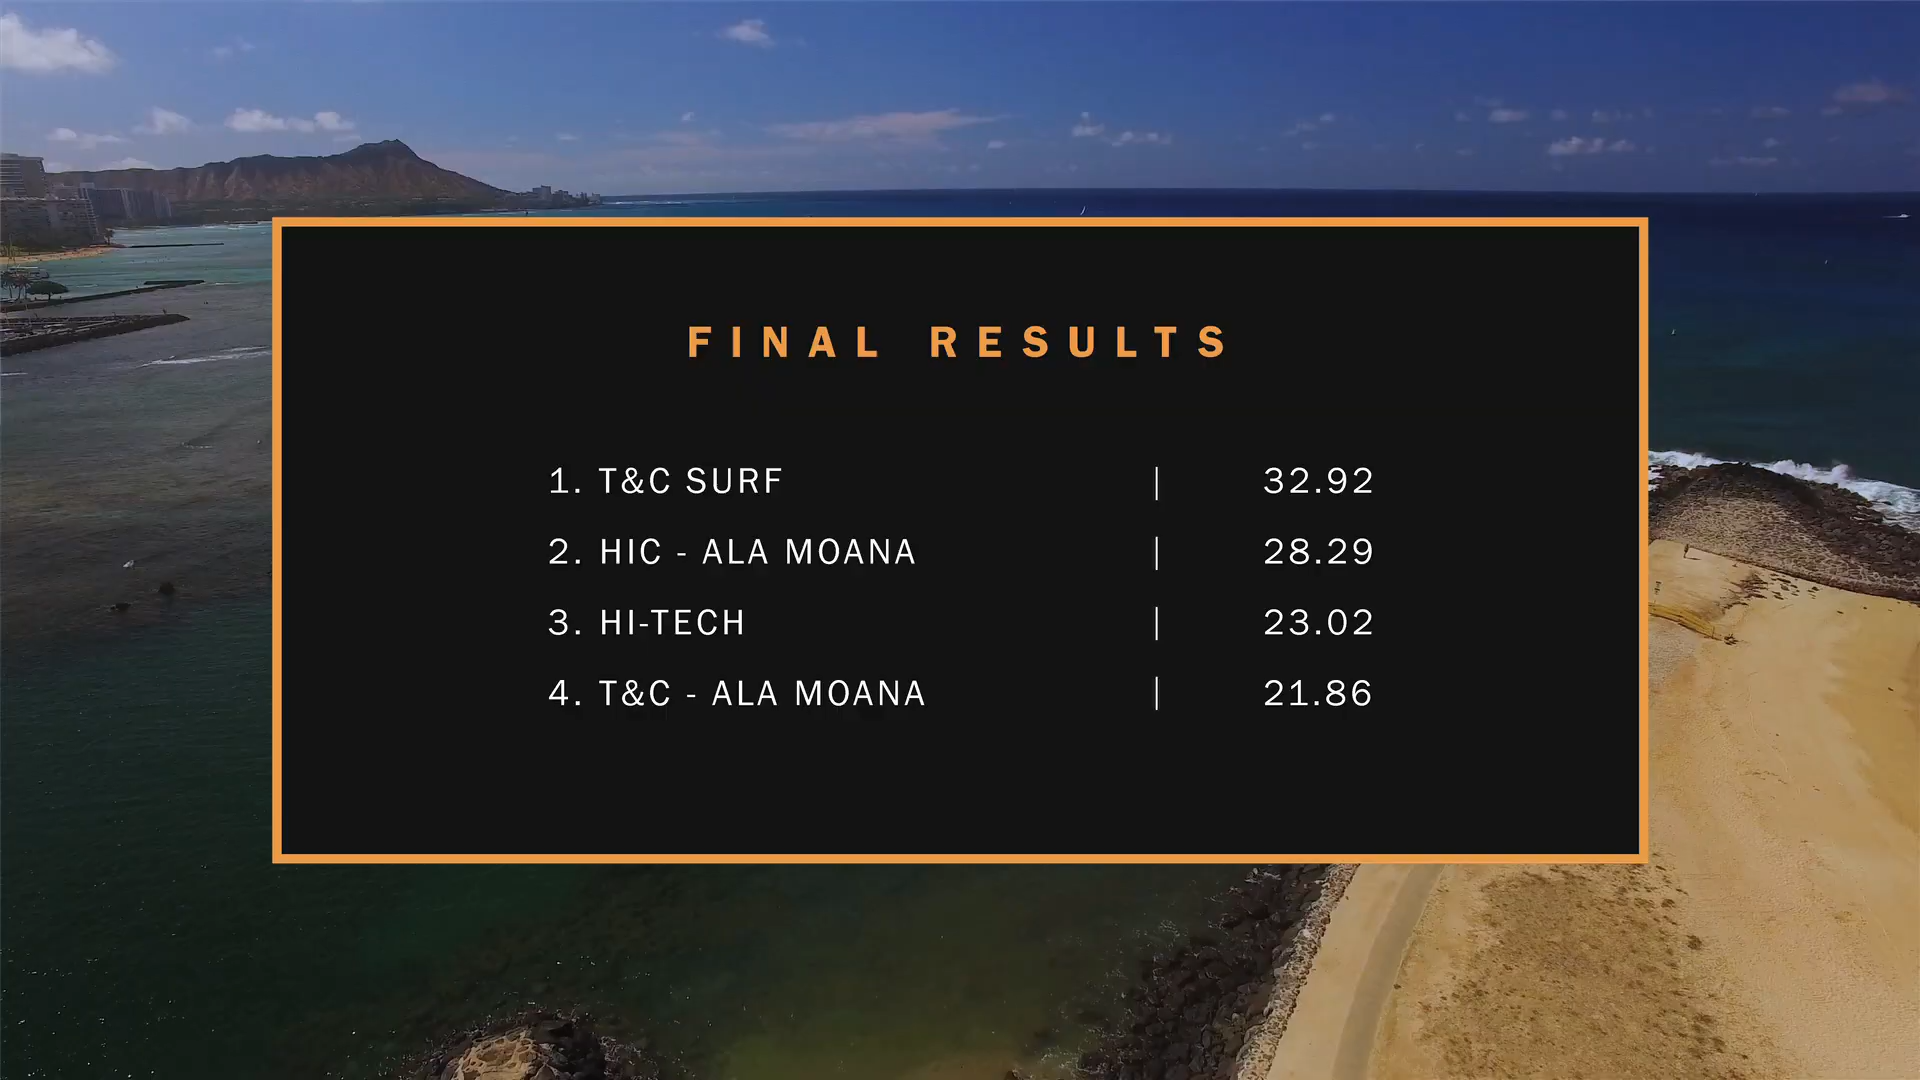 FINAL RESULTS
1. T&C SURF | 32.92
2. HIC - ALA MOANA | 28.29
3. HI-TECH | 23.02
4. T&C - ALA MOANA | 21.86